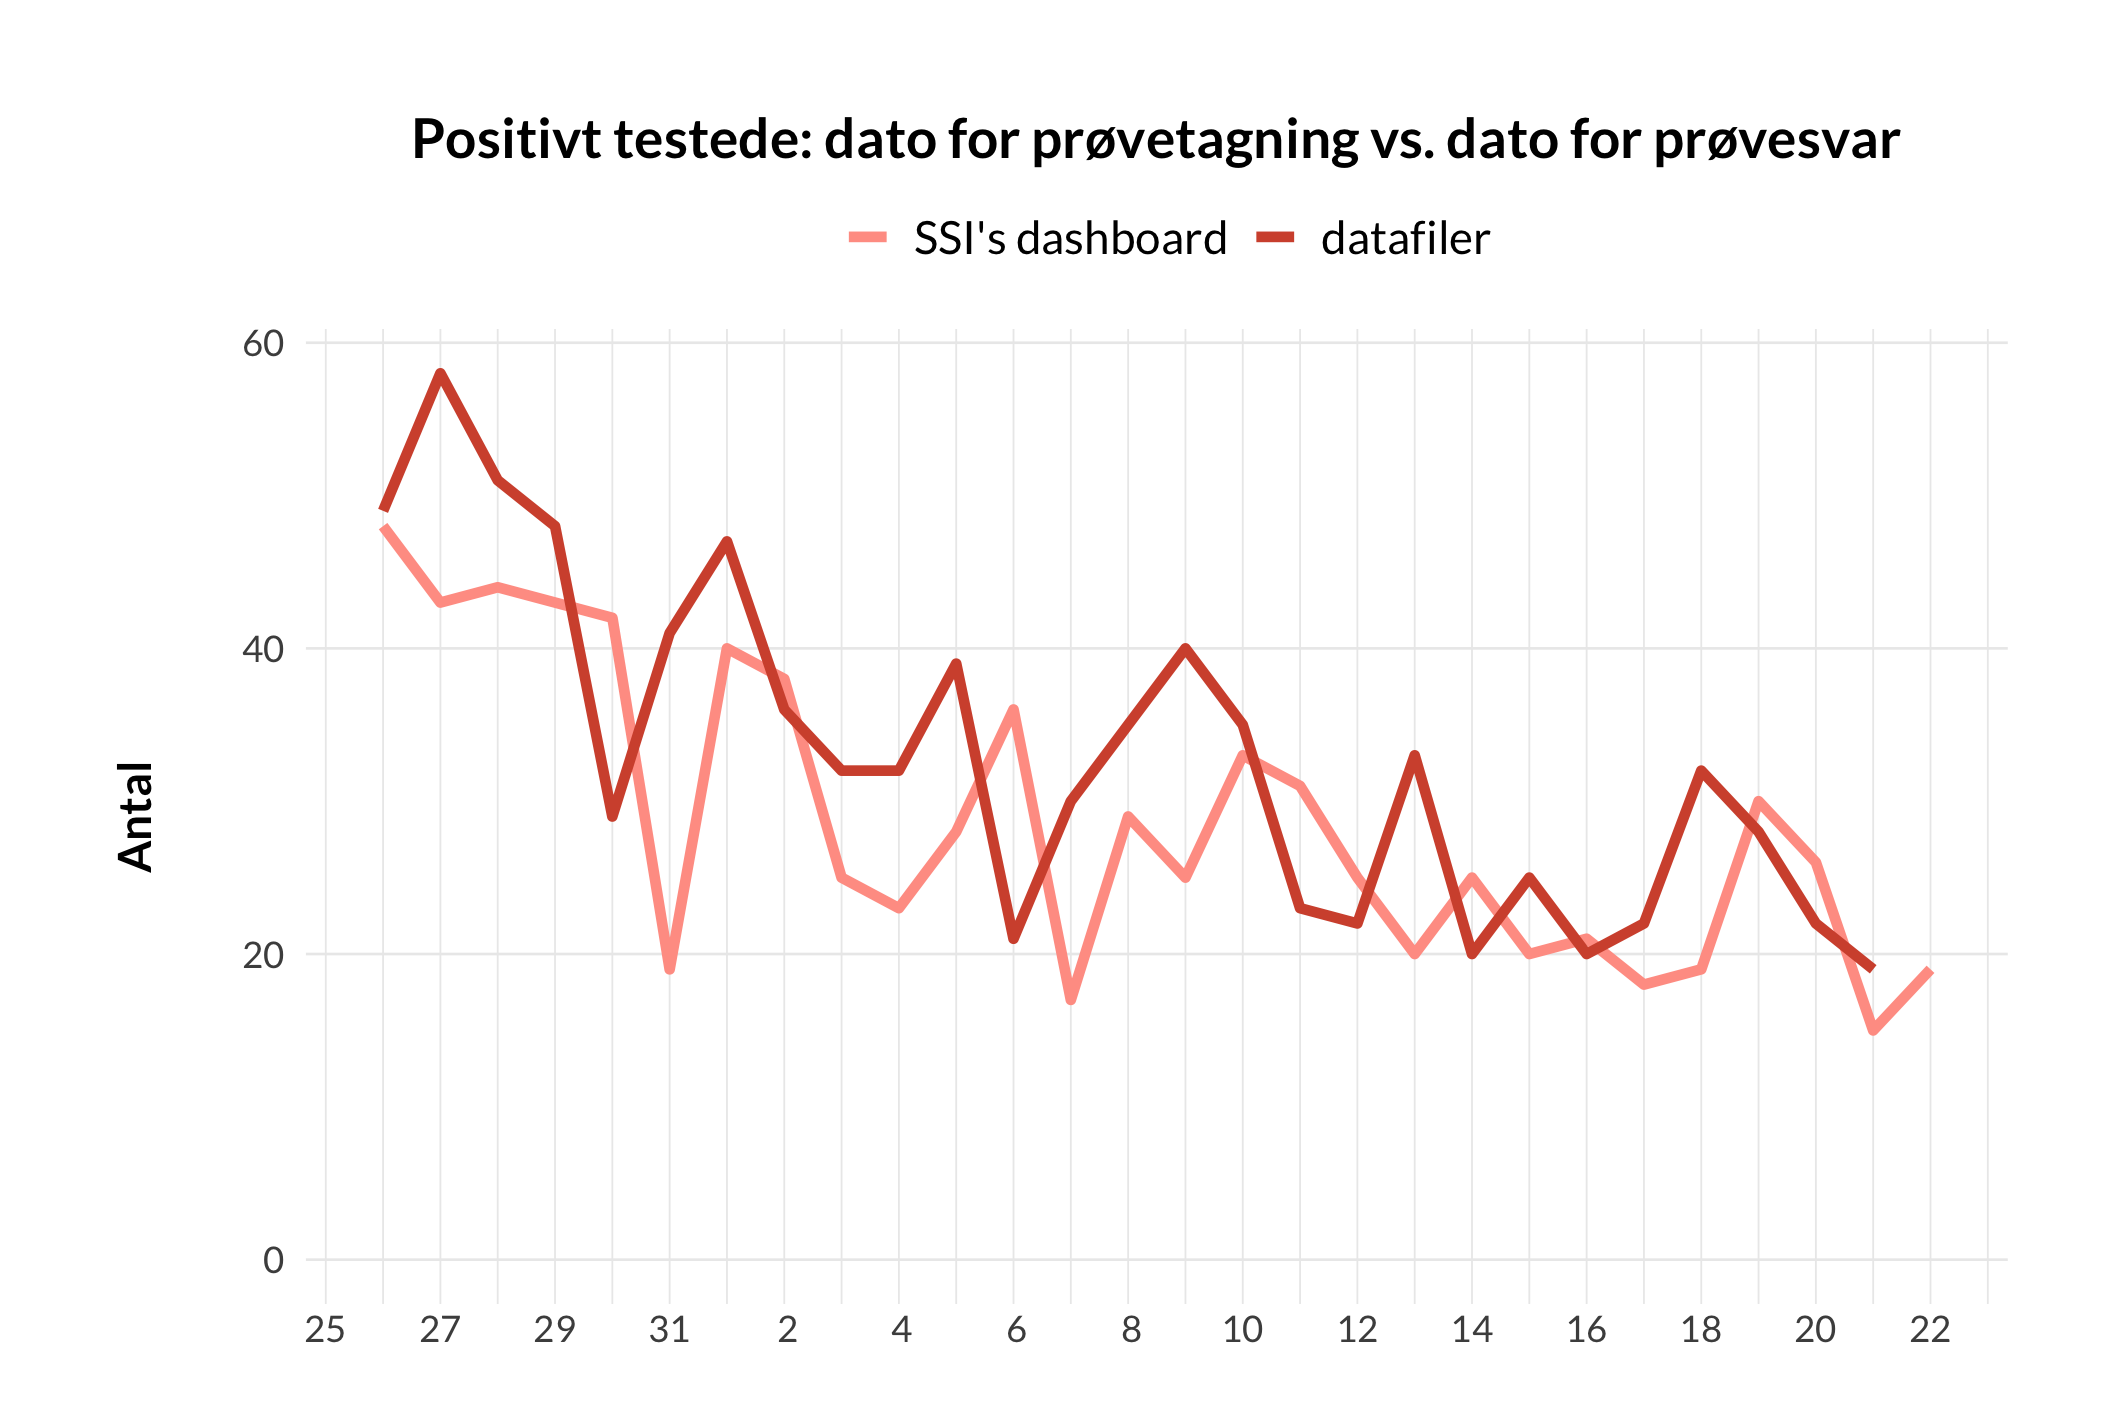 Positivt testede: dato for prøvetagning vs. dato for prøvesvar
SSI's dashboard datafiler
Antal
60
40
20
0
25 27 29 31 2 4 6 8 10 12 14 16 18 20 22